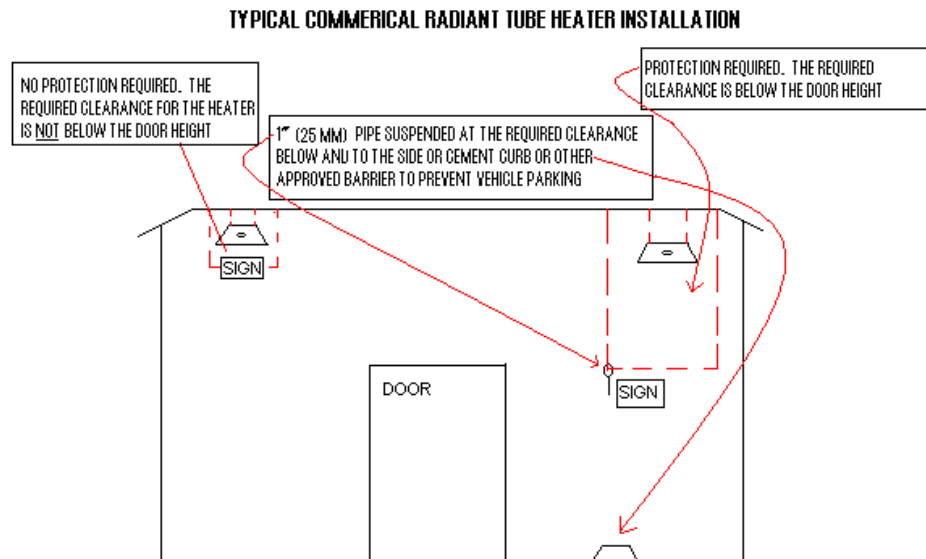 TYPICAL COMMERICAL RADIANT TUBE HEATER INSTALLATION
NO PROTECTION REQUIRED. THE
REQUIRED CLEARANCE FOR THE HEATER
IS NOT BELOW THE DOOR HEIGHT
PROTECTION REQUIRED. THE REQUIRED
CLEARANCE IS BELOW THE DOOR HEIGHT
1" (25 MM) PIPE SUSPENDED AT THE REQUIRED CLEARANCE
BELOW AND TO THE SIDE OR CEMENT CURB OR OTHER
APPROVED BARRIER TO PREVENT VEHICLE PARKING
SIGN
DOOR
SIGN